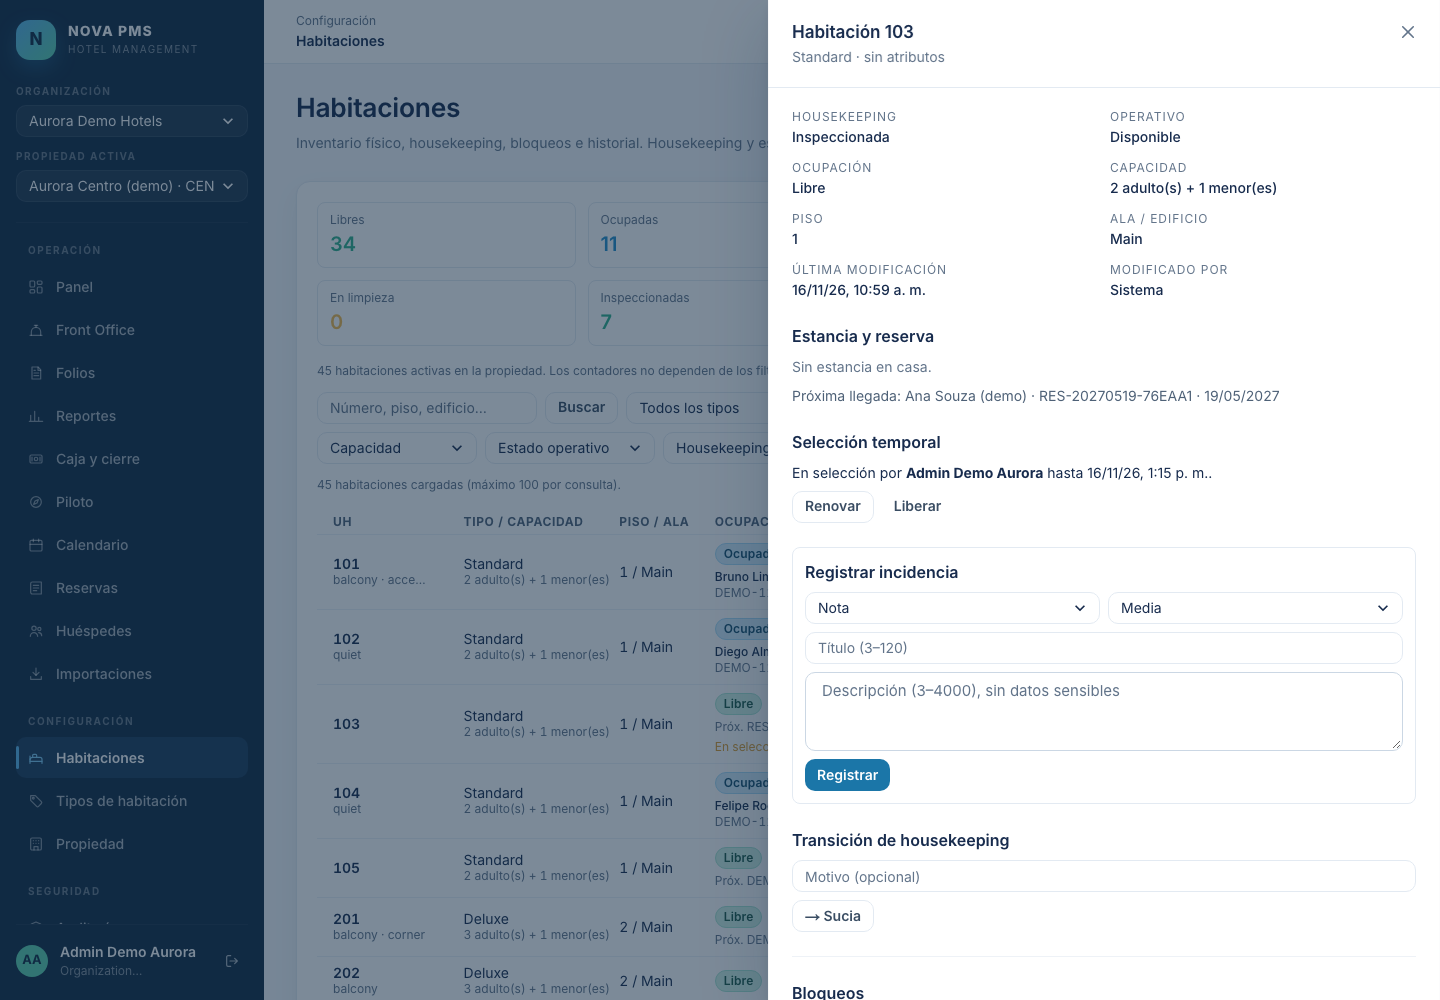 N
NOVA PMS
HOTEL MANAGEMENT
ORGANIZACIÓN
Aurora Demo Hotels
PROPIEDAD ACTIVA
Aurora Centro (demo) · CEN
OPERACIÓN
Panel
Front Office
Folios
Reportes
Caja y cierre
Piloto
Calendario
Reservas
Huéspedes
Importaciones
CONFIGURACIÓN
Habitaciones
Tipos de habitación
Propiedad
SEGURIDAD
AA
Admin Demo Aurora
Organization...
Configuración
Habitaciones
Habitaciones
Inventario físico, housekeeping, bloqueos e historial. Housekeeping y
Libres
34
Ocupadas
11
En limpieza
0
Inspeccionadas
7
45 habitaciones activas en la propiedad. Los contadores no dependen de los
Número, piso, edificio...
Buscar
Todos los tipos
Capacidad
Estado operativo
Housekeeping
45 habitaciones cargadas (máximo 100 por consulta).
UH TIPO / CAPACIDAD PISO / ALA
101 Standard 1 / Main
balcony · acce... 2 adulto(s) + 1 menor(es)
Bruno
DEMO-1
102 Standard 1 / Main
quiet 2 adulto(s) + 1 menor(es)
Diego
DEMO-1
103 Standard 1 / Main Libre
2 adulto(s) + 1 menor(es) Próx. RES
En
104 Standard 1 / Main
quiet 2 adulto(s) + 1 menor(es)
Felipe
DEMO-1
105 Standard 1 / Main Libre
2 adulto(s) + 1 menor(es) Próx.
201 Deluxe 2 / Main Libre
balcony · corner 3 adulto(s) + 1 menor(es) Próx.
202 Deluxe 2 / Main Libre
balcony 3 adulto(s) + 1 menor(es)
Habitación 103
Standard · sin atributos
HOUSEKEEPING OPERATIVO
Inspeccionada Disponible
OCUPACIÓN CAPACIDAD
Libre 2 adulto(s) + 1 menor(es)
PISO ALA / EDIFICIO
1 Main
ÚLTIMA MODIFICACIÓN MODIFICADO POR
16/11/26, 10:59 a. m. Sistema
Estancia y reserva
Sin estancia en casa.
Próxima llegada: Ana Souza (demo) · RES-20270519-76EAA1 · 19/05/2027
Selección temporal
En selección por Admin Demo Aurora hasta 16/11/26, 1:15 p. m..
Renovar Liberar
Registrar incidencia
Nota Media
Título (3–120)
Descripción (3–4000), sin datos sensibles
Registrar
Transición de housekeeping
Motivo (opcional)
→ Sucia
Bloqueos